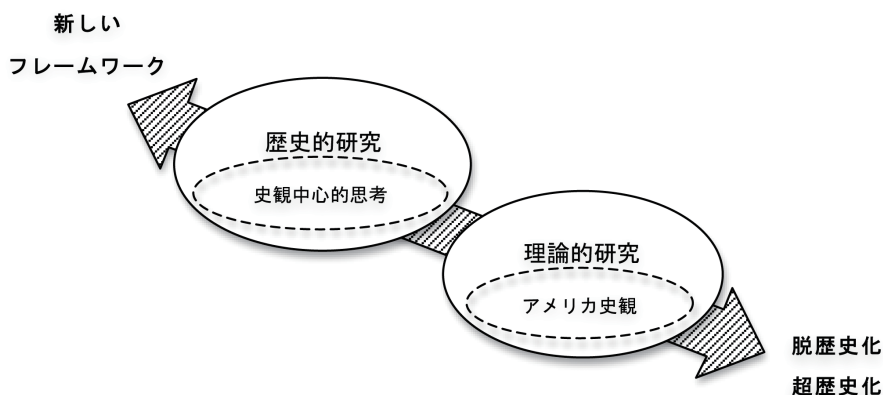 新しい
フレームワーク
歴史的研究
史観中心的思考
理論的研究
アメリカ史観
脱歴史化
超歴史化